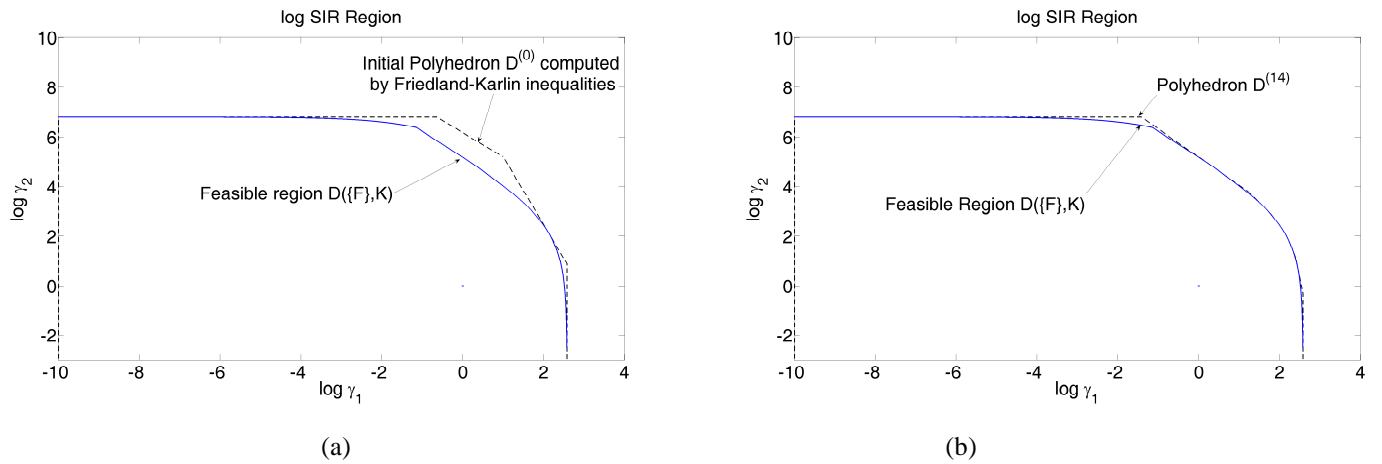 log SIR Region
10
8
6
4
2
0
-2
-10
-8
-6
-4
-2
0
2
4
log γ1
log γ2
Initial Polyhedron D(0) computed
by Friedland-Karlin inequalities
Feasible region D({F},K)
(a)
log SIR Region
10
8
6
4
2
0
-2
-10
-8
-6
-4
-2
0
2
4
log γ1
log γ2
Polyhedron D(14)
Feasible Region D({F},K)
(b)